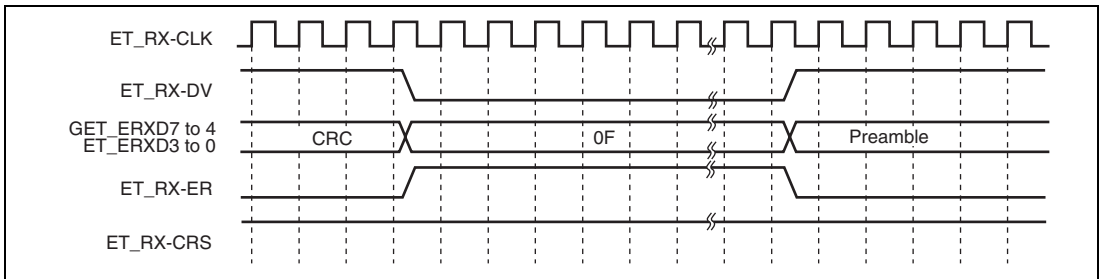 ET_RX-CLK
ET_RX-DV
GET_ERXD7 to 4
ET_ERXD3 to 0
CRC
0F
Preamble
ET_RX-ER
ET_RX-CRS